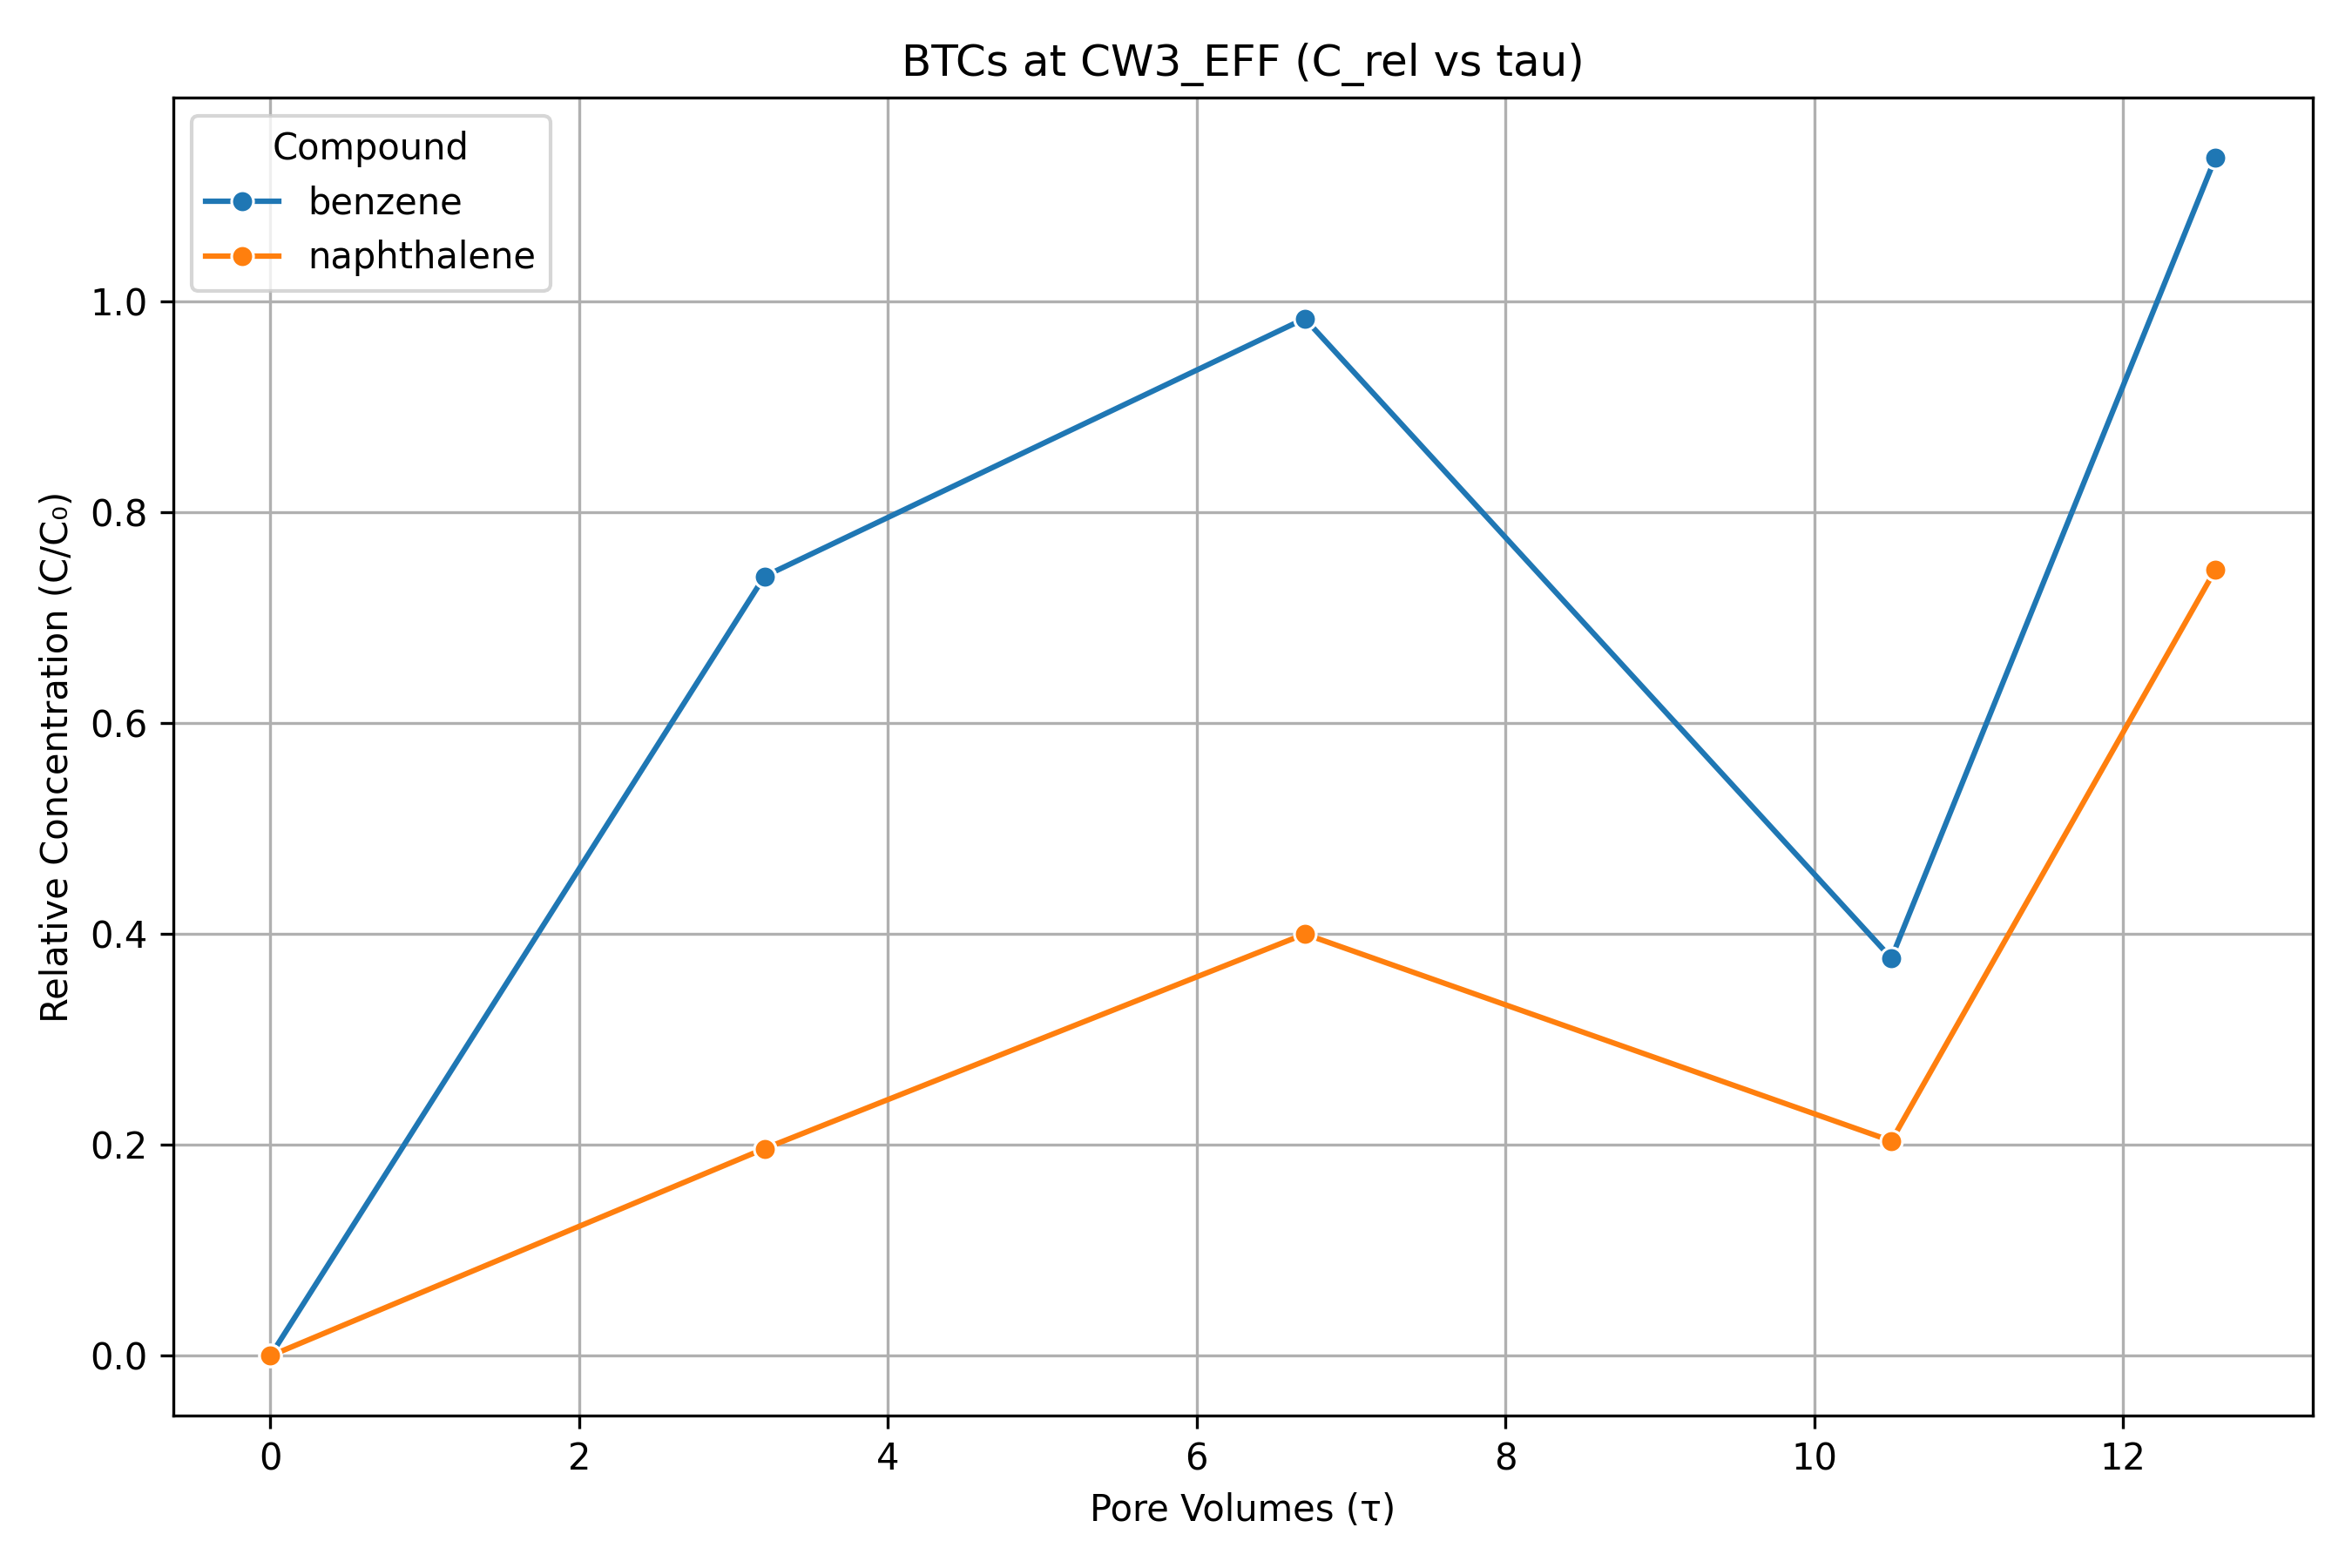 BTCs at CW3_EFF (C_rel vs tau)
Compound
benzene
naphthalene
Relative Concentration (C/C₀)
1.0
0.8
0.6
0.4
0.2
0.0
0 2 4 6 8 10 12
Pore Volumes (τ)